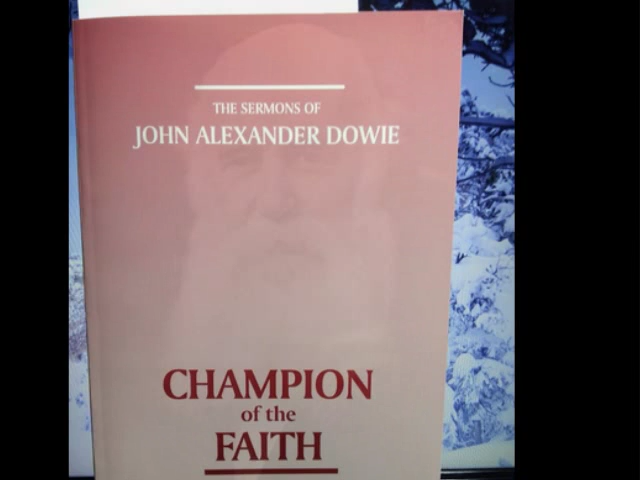 THE SERMONS OF
JOHN ALEXANDER DOWIE
CHAMPION
of the
FAITH